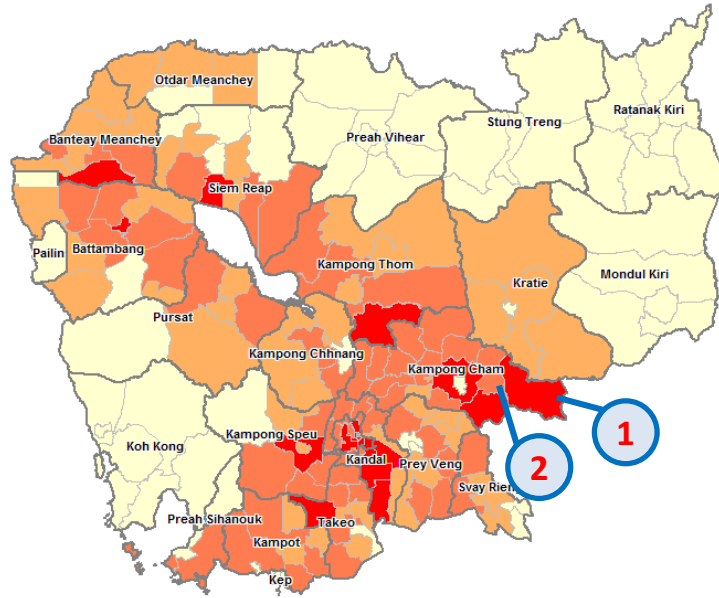 Otdar Meanchey
Ratanak Kiri
Stung Treng
Banteay Meanchey
Preah Vihear
Siem Reap
Battambang
Pailin
Kampong Thom
Mondul Kiri
Kratie
Pursat
Kampong Chhnang
Kampong Cham
1
Kampong Speu
Koh Kong
Kandal
Prey Veng
2
Svay Rien
Preah Sihanouk
Takeo
Kampot
Kep